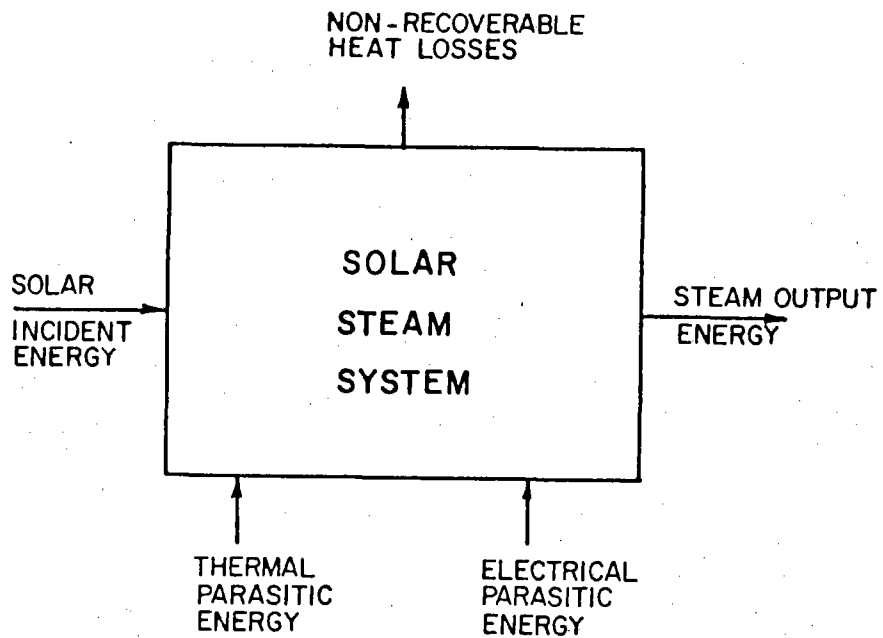 NON-RECOVERABLE
HEAT LOSSES
SOLAR
INCIDENT
ENERGY
SOLAR
STEAM
SYSTEM
STEAM OUTPUT
ENERGY
THERMAL
PARASITIC
ENERGY
ELECTRICAL
PARASITIC
ENERGY